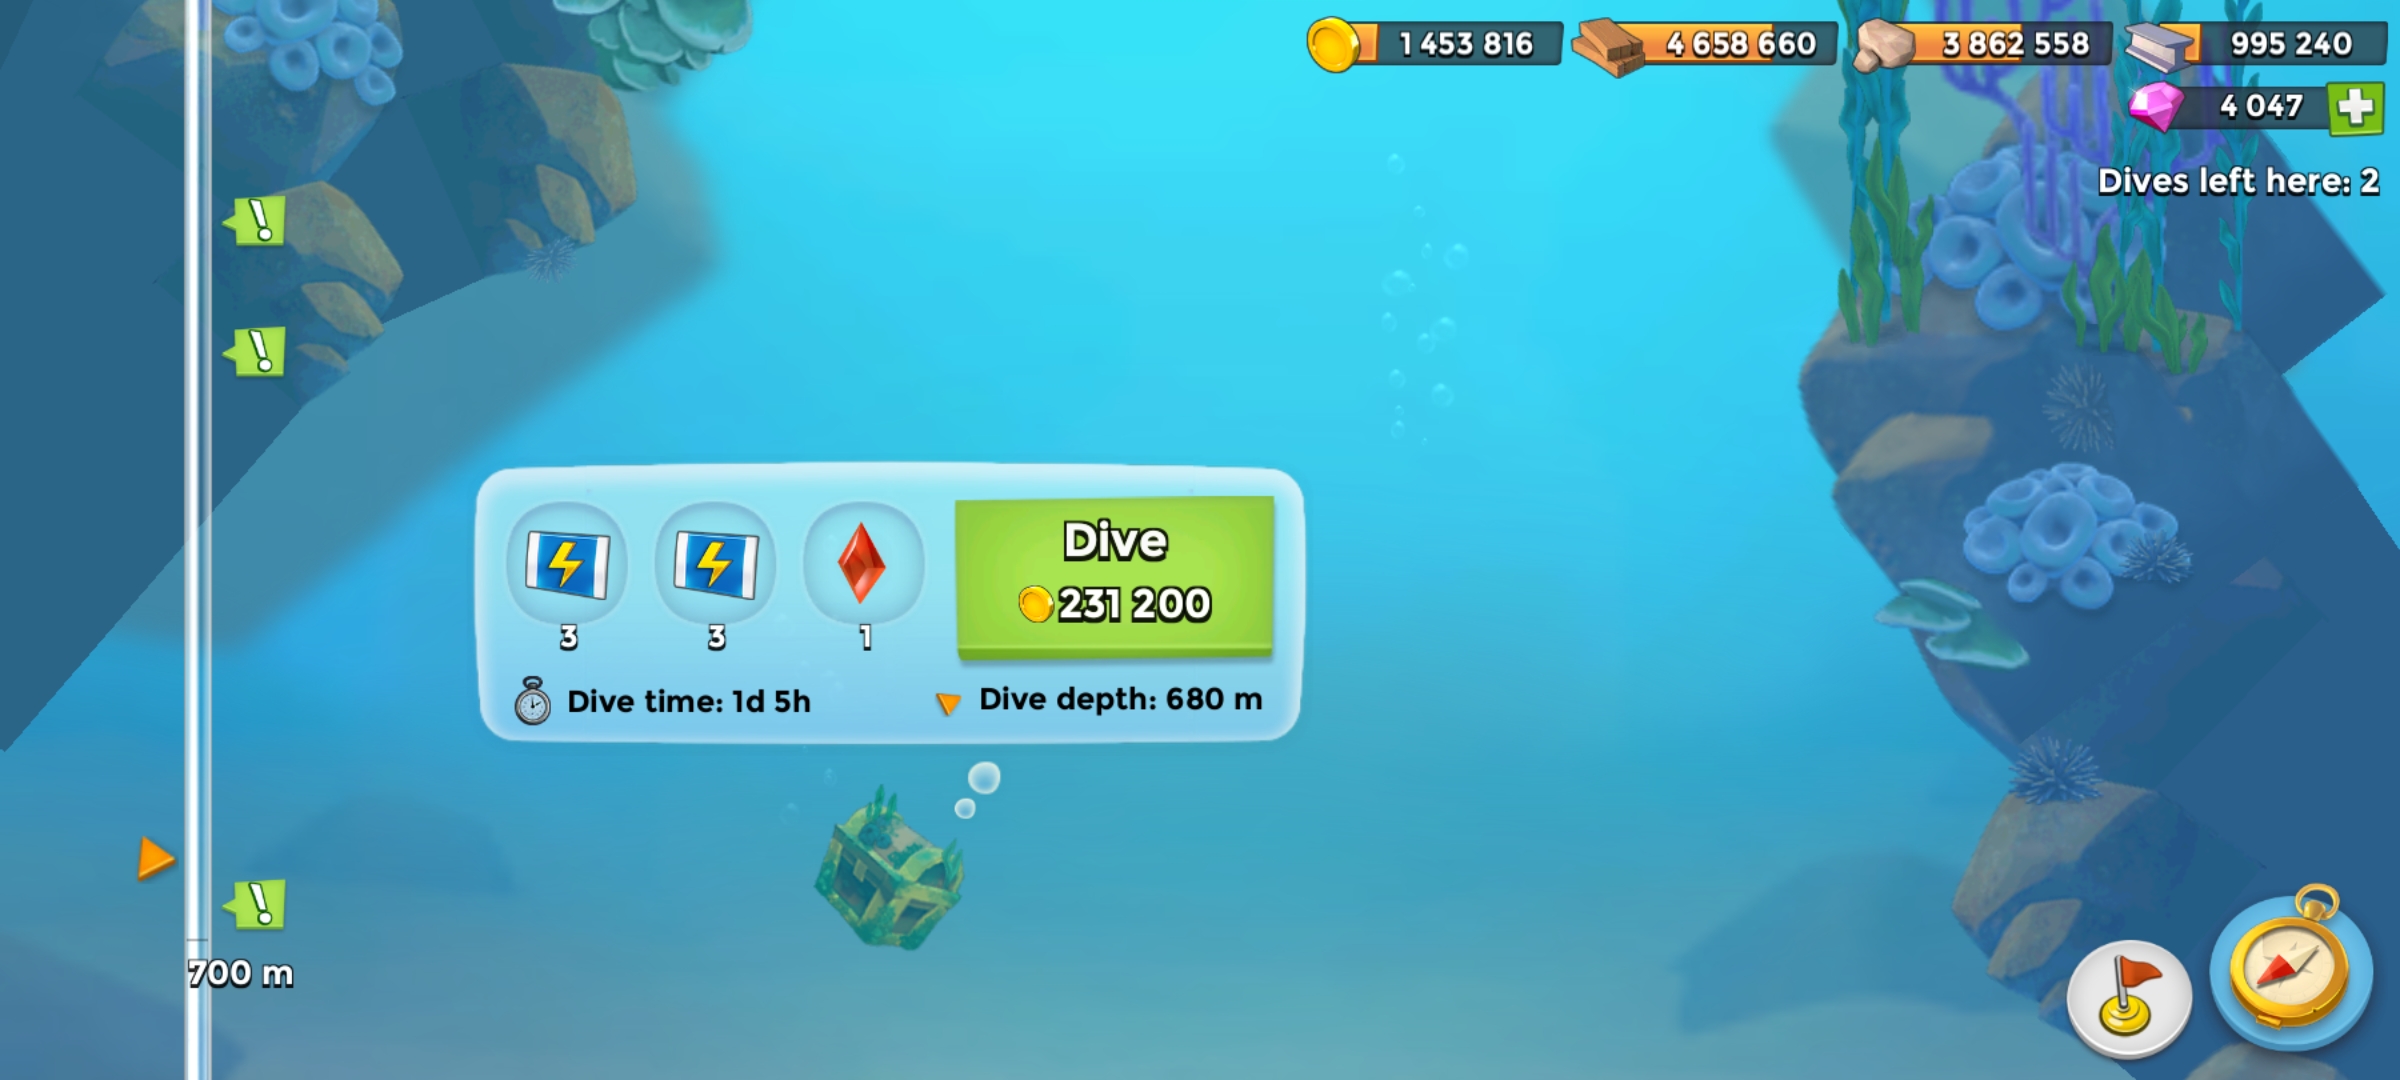 1 453 816
4 658 660
3 862 558
995 240
4 047
Dives left here: 2
!
!
Dive
231 200
3
3
1
Dive time: 1d 5h
Dive depth: 680 m
!
700 m